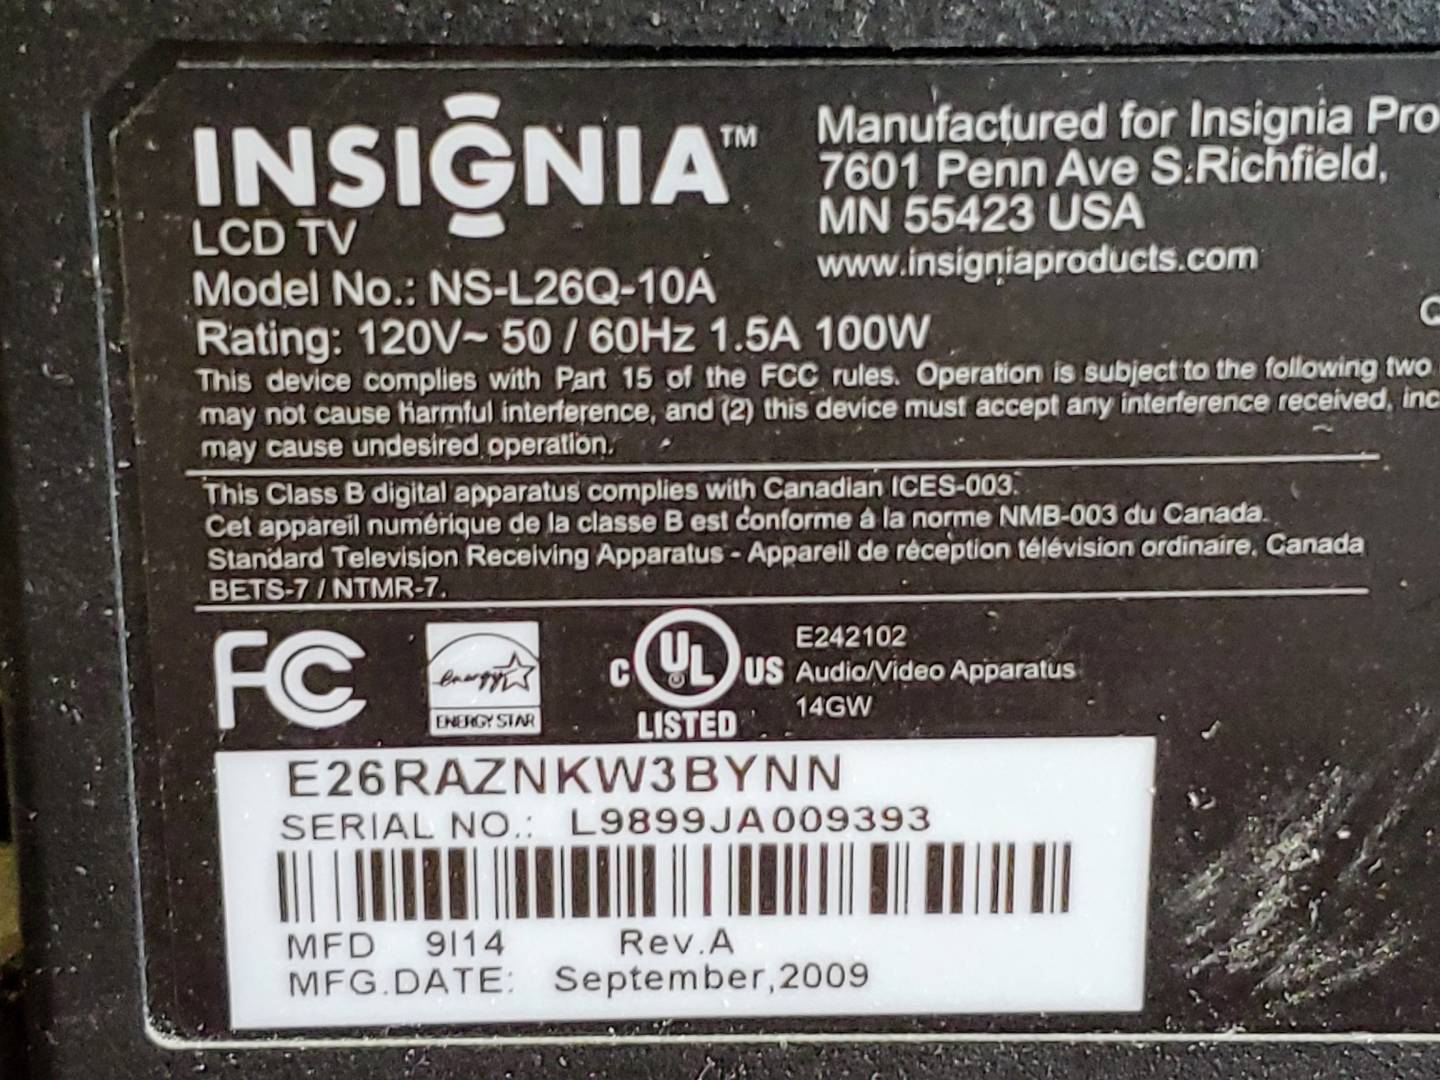 INSIGNIA™
LCD TV
Model No.: NS-L26Q-10A
Rating: 120V~ 50 / 60Hz 1.5A 100W
Manufactured for Insignia Pro
7601 Penn Ave S.Richfield,
MN 55423 USA
www.insigniaproducts.com
This device complies with Part 15 of the FCC rules. Operation is subject to the following two
may not cause harmful interference, and (2) this device must accept any interference received, inc
may cause undesired operation.
This Class B digital apparatus complies with Canadian ICES-003.
Cet appareil numérique de la classe B est conforme à la norme NMB-003 du Canada.
Standard Television Receiving Apparatus - Appareil de réception télévision ordinaire, Canada
BETS-7 / NTMR-7.
FC
energy
ENERGY STAR
C UL US
LISTED
E242102
Audio/Video Apparatus
14GW
E26RAZNKW3BYNN
SERIAL NO.: L9899JA009393
MFD 9I14 Rev.A
MFG.DATE: September,2009